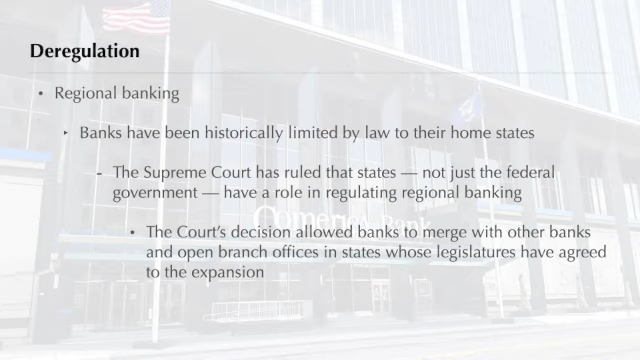 Deregulation
• Regional banking
‣ Banks have been historically limited by law to their home states
- The Supreme Court has ruled that states — not just the federal
government — have a role in regulating regional banking
• The Court's decision allowed banks to merge with other banks
and open branch offices in states whose legislatures have agreed
to the expansion
Comerica Bank